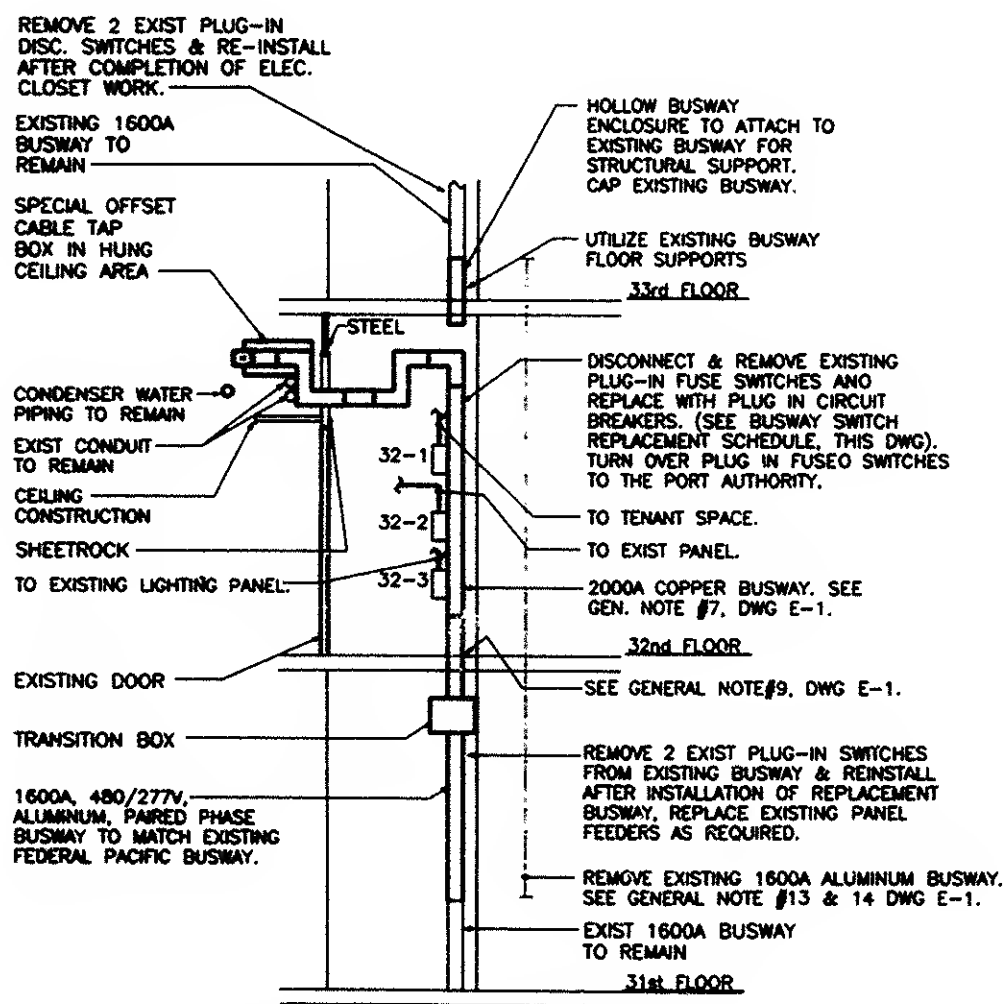 REMOVE 2 EXIST PLUG-IN
DISC. SWITCHES & RE-INSTALL
AFTER COMPLETION OF ELEC.
CLOSET WORK.
EXISTING 1600A
BUSWAY TO
REMAIN
SPECIAL OFFSET
CABLE TAP
BOX IN HUNG
CEILING AREA
STEEL
CONDENSER WATER
PIPING TO REMAIN
EXIST CONDUIT
TO REMAIN
CEILING
CONSTRUCTION
SHEETROCK
TO EXISTING LIGHTING PANEL.
32-1
32-2
32-3
EXISTING DOOR
TRANSITION BOX
1600A, 480/277V,
ALUMINUM, PAIRED PHASE
BUSWAY TO MATCH EXISTING
FEDERAL PACIFIC BUSWAY.
HOLLOW BUSWAY
ENCLOSURE TO ATTACH TO
EXISTING BUSWAY FOR
STRUCTURAL SUPPORT.
CAP EXISTING BUSWAY.
UTILIZE EXISTING BUSWAY
FLOOR SUPPORTS
33rd FLOOR
DISCONNECT & REMOVE EXISTING
PLUG-IN FUSE SWITCHES AND
REPLACE WITH PLUG IN CIRCUIT
BREAKERS. (SEE BUSWAY SWITCH
REPLACEMENT SCHEDULE, THIS DWG).
TURN OVER PLUG IN FUSEO SWITCHES
TO THE PORT AUTHORITY.
TO TENANT SPACE.
TO EXIST PANEL.
2000A COPPER BUSWAY. SEE
GEN. NOTE #7, DWG E-1.
32nd FLOOR
SEE GENERAL NOTE#9, DWG E-1.
REMOVE 2 EXIST PLUG-IN SWITCHES
FROM EXISTING BUSWAY & REINSTALL
AFTER INSTALLATION OF REPLACEMENT
BUSWAY, REPLACE EXISTING PANEL
FEEDERS AS REQUIRED.
REMOVE EXISTING 1600A ALUMINUM BUSWAY.
SEE GENERAL NOTE #13 & 14 DWG E-1.
EXIST 1600A BUSWAY
TO REMAIN
31st FLOOR